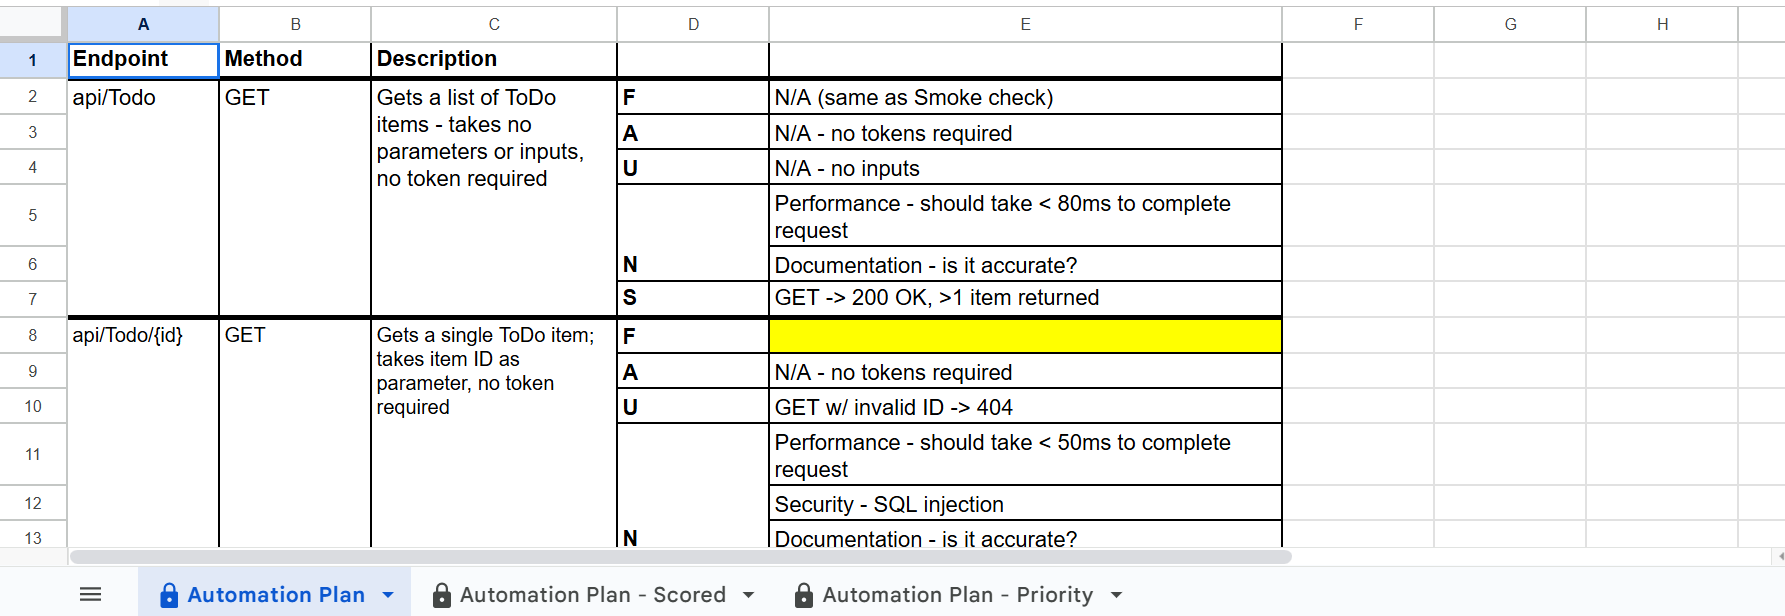 A B C D E F G H
1 Endpoint Method Description
2 api/Todo GET Gets a list of ToDo F N/A (same as Smoke check)
items - takes no
3 A N/A - no tokens required
parameters or inputs,
4 U N/A - no inputs
no token required
5 Performance - should take < 80ms to complete
request
6 N Documentation - is it accurate?
7 S GET -> 200 OK, >1 item returned
8 api/Todo/{id} GET Gets a single ToDo item; F
takes item ID as
9 A N/A - no tokens required
parameter, no token
10 required U GET w/ invalid ID -> 404
11 Performance - should take < 50ms to complete
request
12 Security - SQL injection
13 N Documentation - is it accurate?
Automation Plan Automation Plan - Scored Automation Plan - Priority